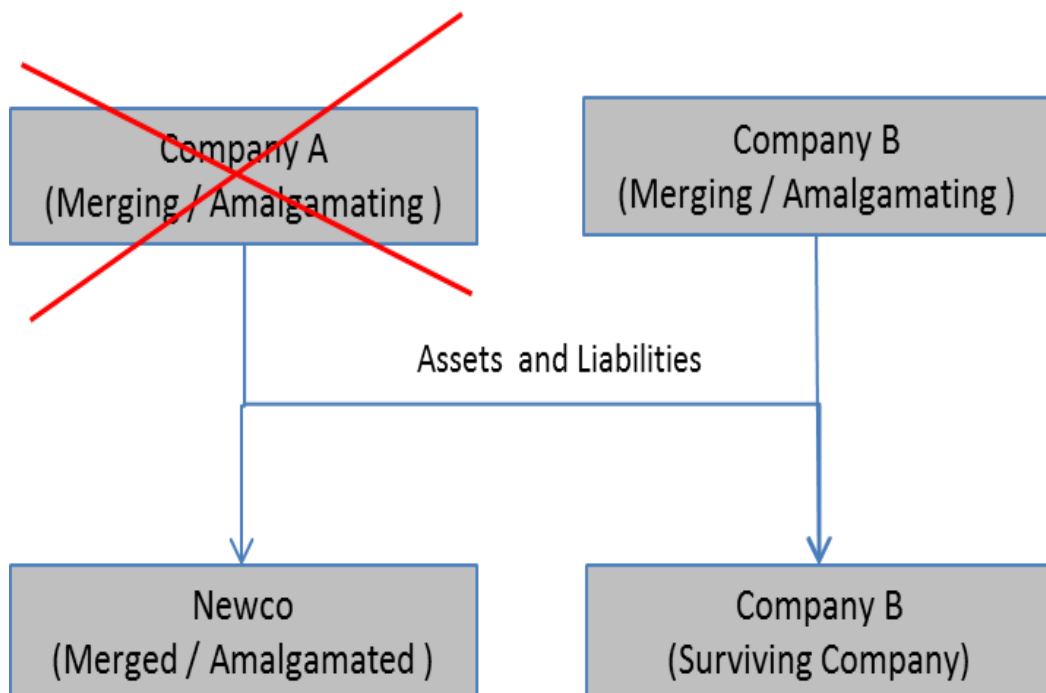 Company A
(Merging / Amalgamating )
Company B
(Merging / Amalgamating )
Assets and Liabilities
Newco
(Merged / Amalgamated )
Company B
(Surviving Company)